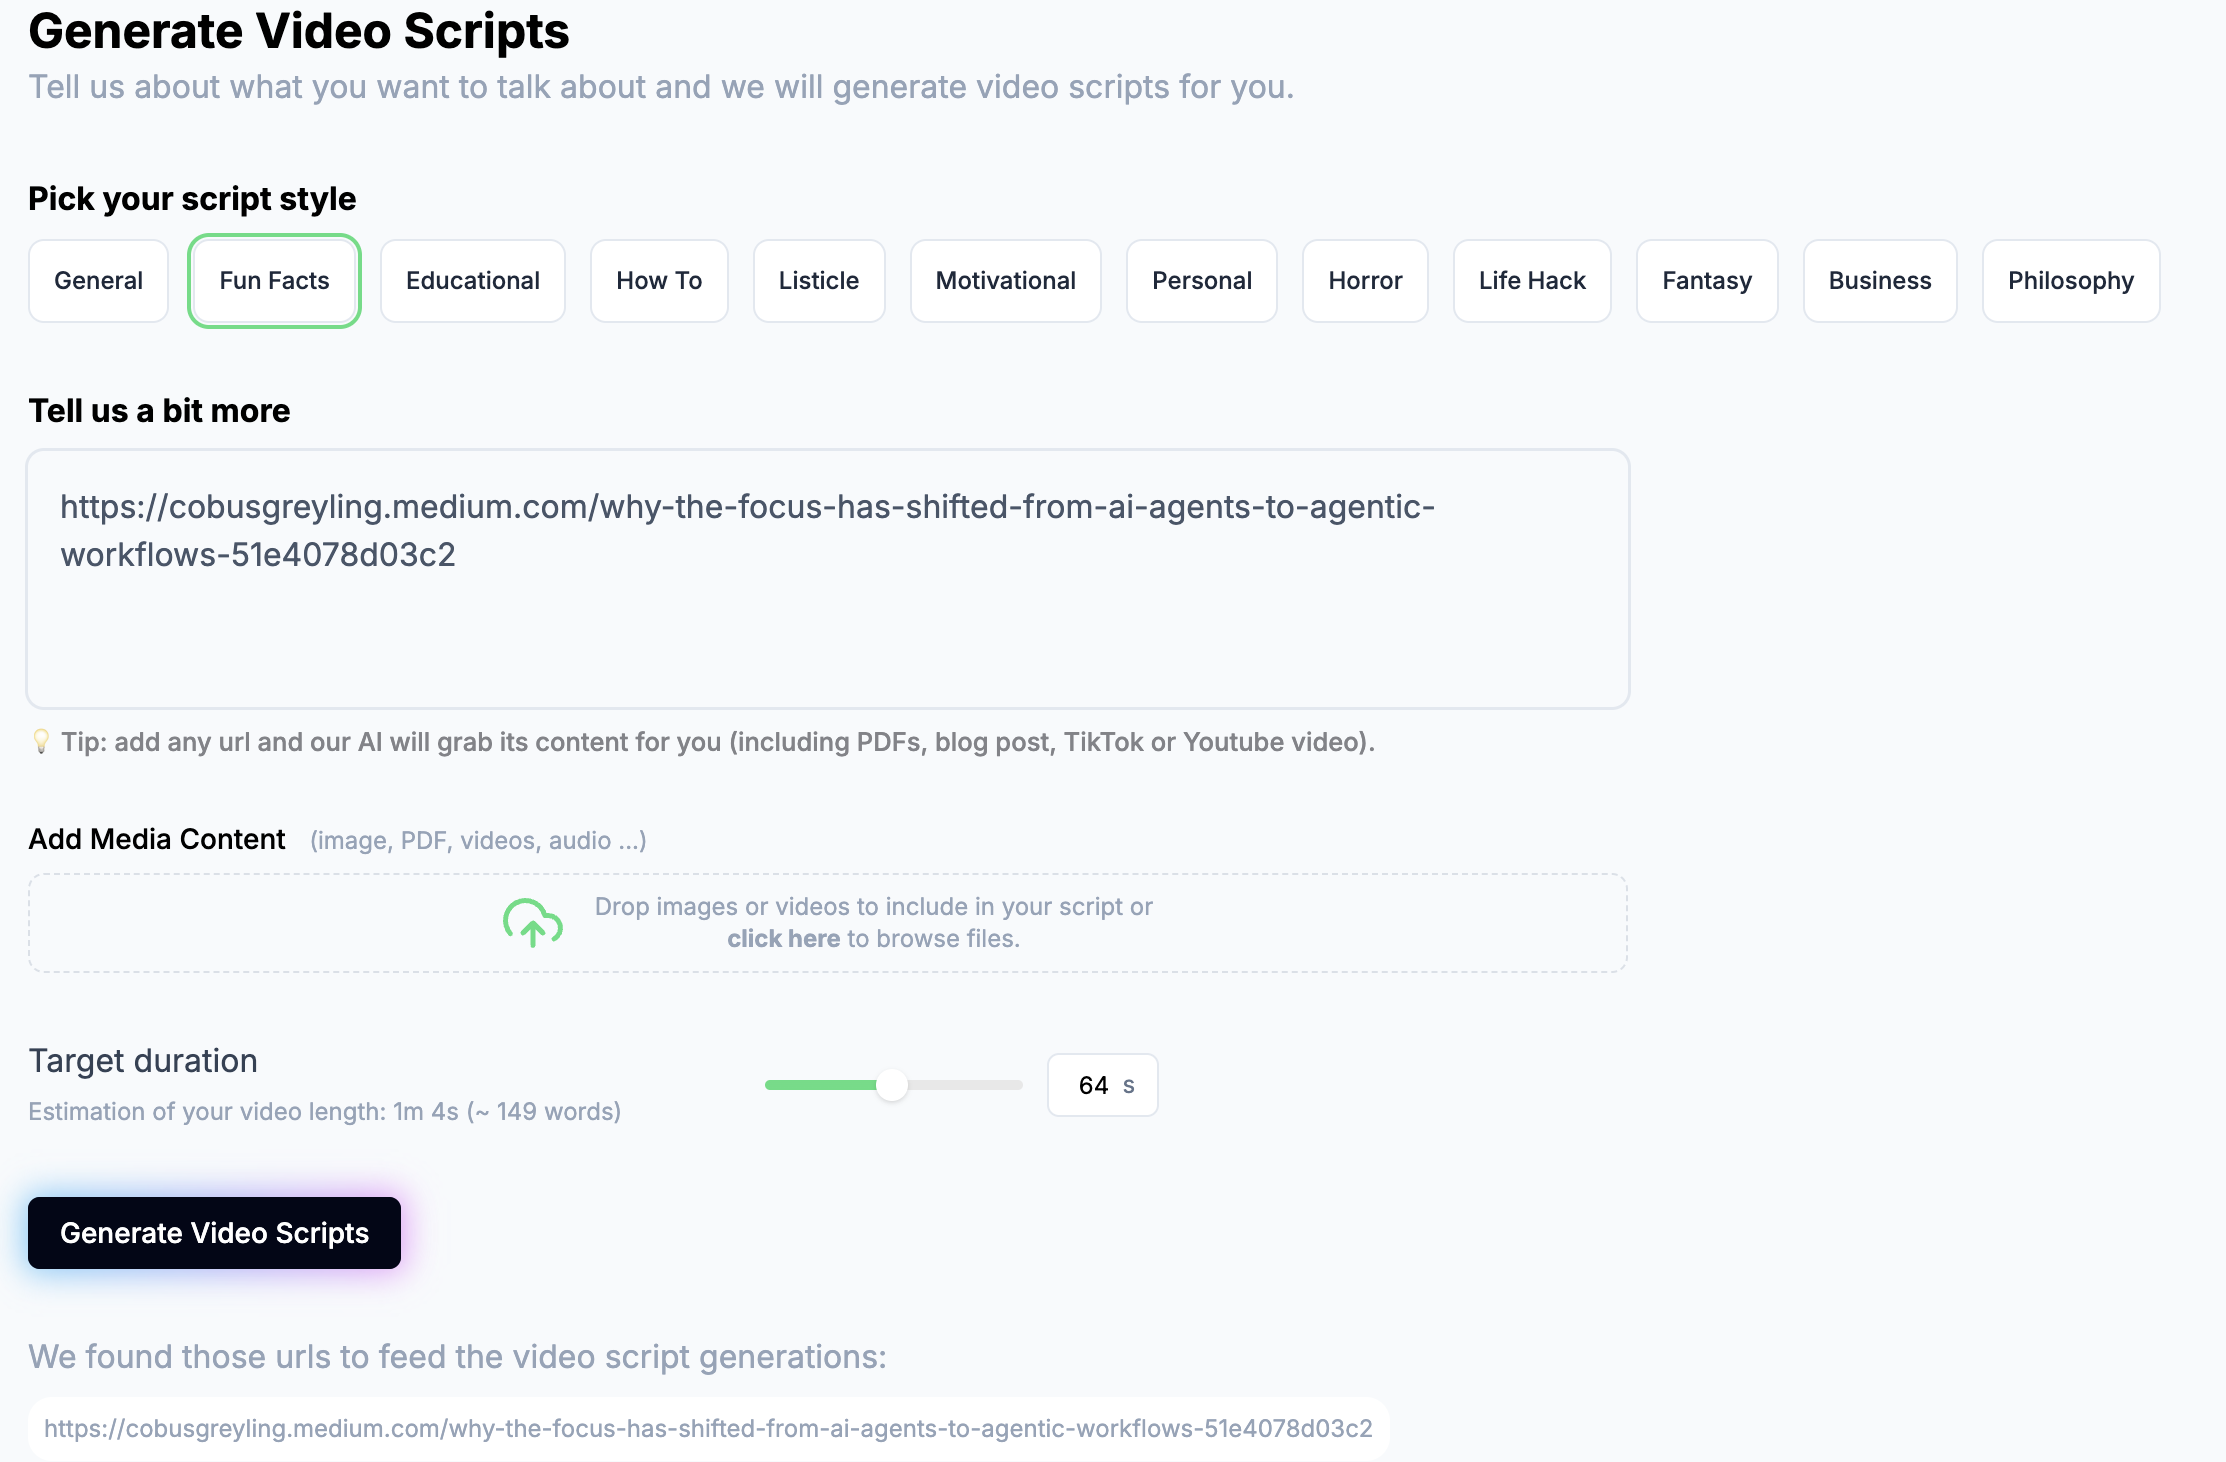 Generate Video Scripts
Tell us about what you want to talk about and we will generate video scripts for you.
Pick your script style
General Fun Facts Educational How To Listicle Motivational Personal Horror Life Hack Fantasy Business Philosophy
Tell us a bit more
https://cobusgreyling.medium.com/why-the-focus-has-shifted-from-ai-agents-to-agentic-
workflows-51e4078d03c2
💡 Tip: add any url and our AI will grab its content for you (including PDFs, blog post, TikTok or Youtube video).
Add Media Content (image, PDF, videos, audio ...)
Drop images or videos to include in your script or
click here to browse files.
Target duration
64 s
Estimation of your video length: 1m 4s (~ 149 words)
Generate Video Scripts
We found those urls to feed the video script generations:
https://cobusgreyling.medium.com/why-the-focus-has-shifted-from-ai-agents-to-agentic-workflows-51e4078d03c2